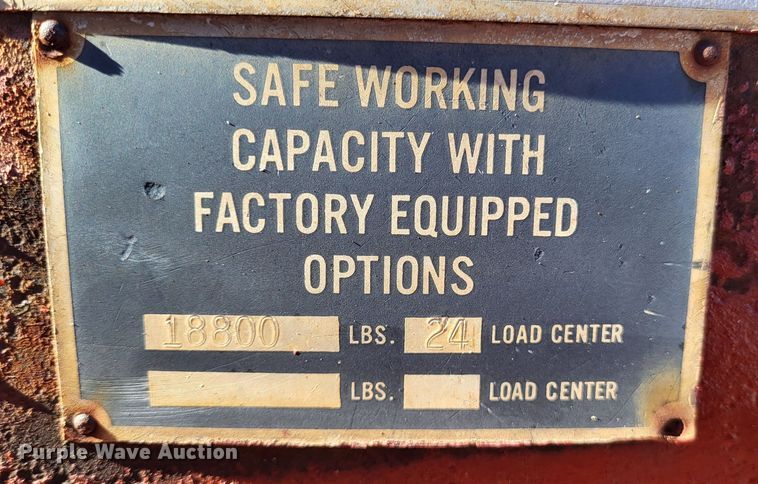 SAFE WORKING
CAPACITY WITH
FACTORY EQUIPPED
OPTIONS
18800 LBS. 24 LOAD CENTER
LBS. LOAD CENTER
Purple Wave Auction